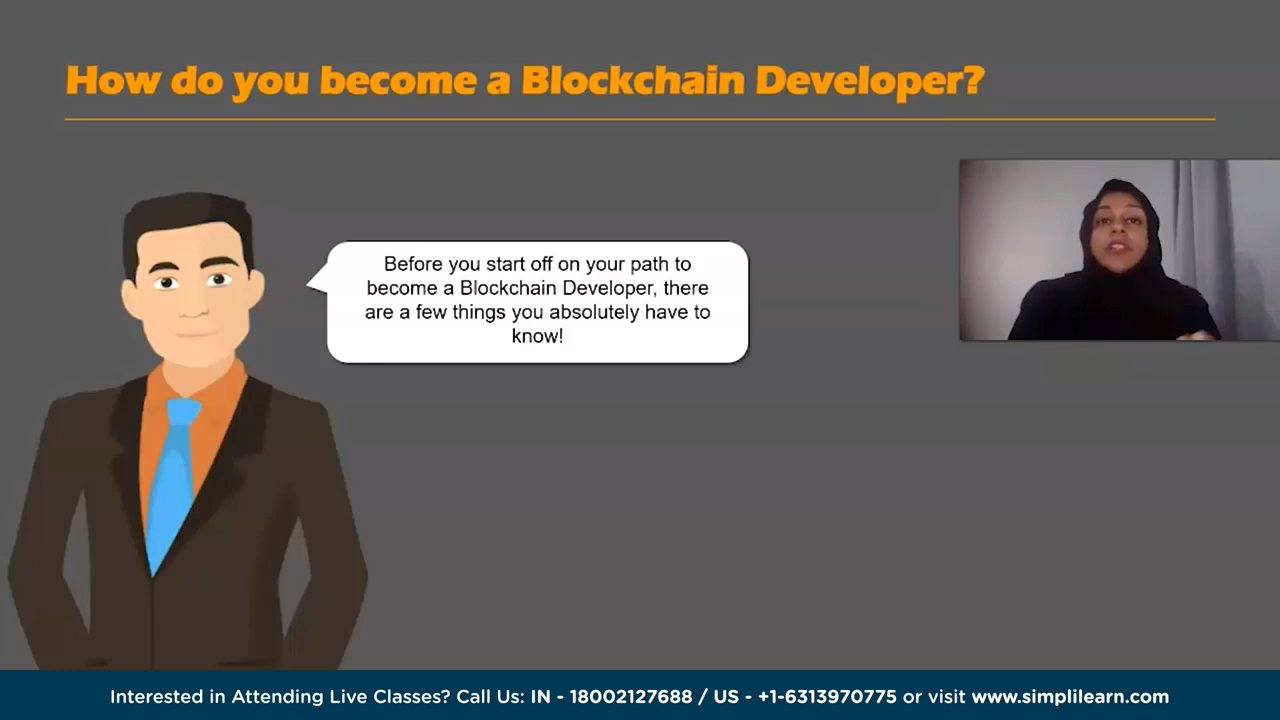 How do you become a Blockchain Developer?
Before you start off on your path to
become a Blockchain Developer, there
are a few things you absolutely have to
know!
Interested in Attending Live Classes? Call Us: IN - 18002127688 / US - +1-6313970775 or visit www.simplilearn.com